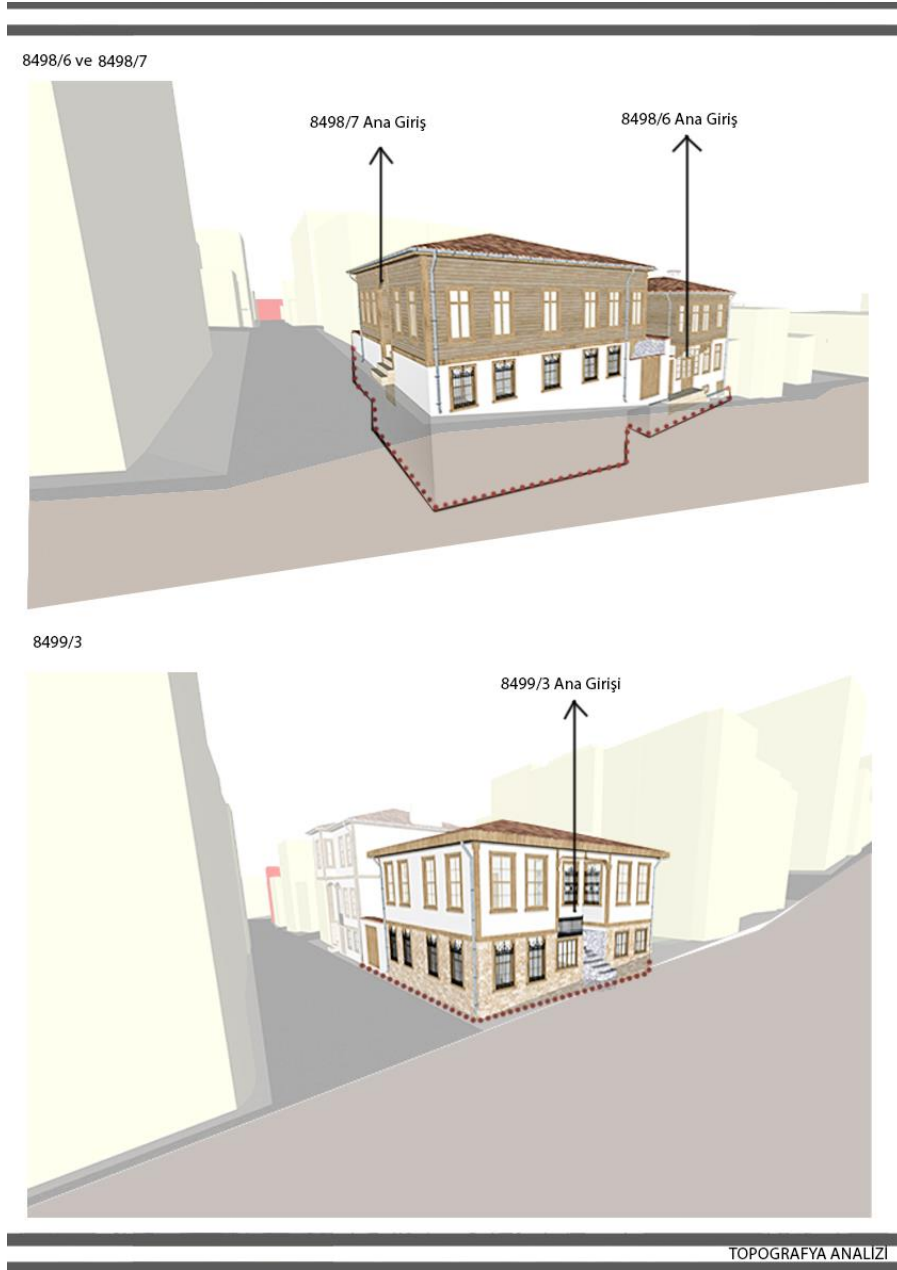 8498/6 ve 8498/7
8498/7 Ana Giriş
8498/6 Ana Giriş
8499/3
8499/3 Ana Girişi
TOPOGRAFYA ANALİZİ